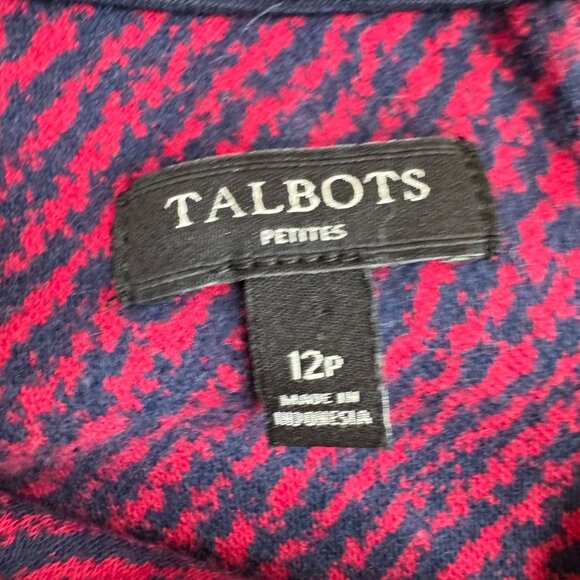 TALBOTS
PETITES
12P
MADE IN
INDONESIA